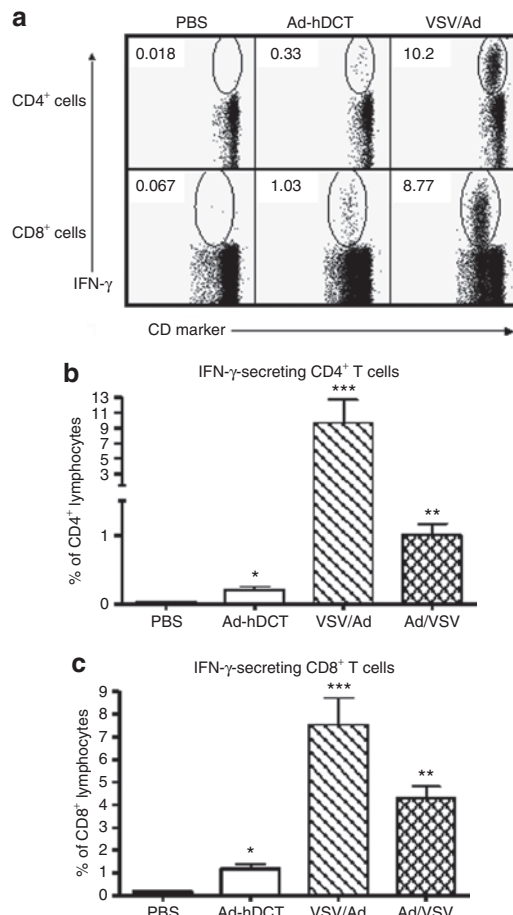 a
PBS Ad-hDCT VSV/Ad
CD4⁺ cells 0.018 0.33 10.2
CD8⁺ cells 0.067 1.03 8.77
IFN-γ
CD marker
b
IFN-γ-secreting CD4⁺ T cells
% of CD4⁺ lymphocytes
13
11
9
7
5
3
1
0
* *** **
PBS Ad-hDCT VSV/Ad Ad/VSV
c
IFN-γ-secreting CD8⁺ T cells
% of CD8⁺ lymphocytes
9
8
7
6
5
4
3
2
1
0
* *** **
PBS Ad-hDCT VSV/Ad Ad/VSV